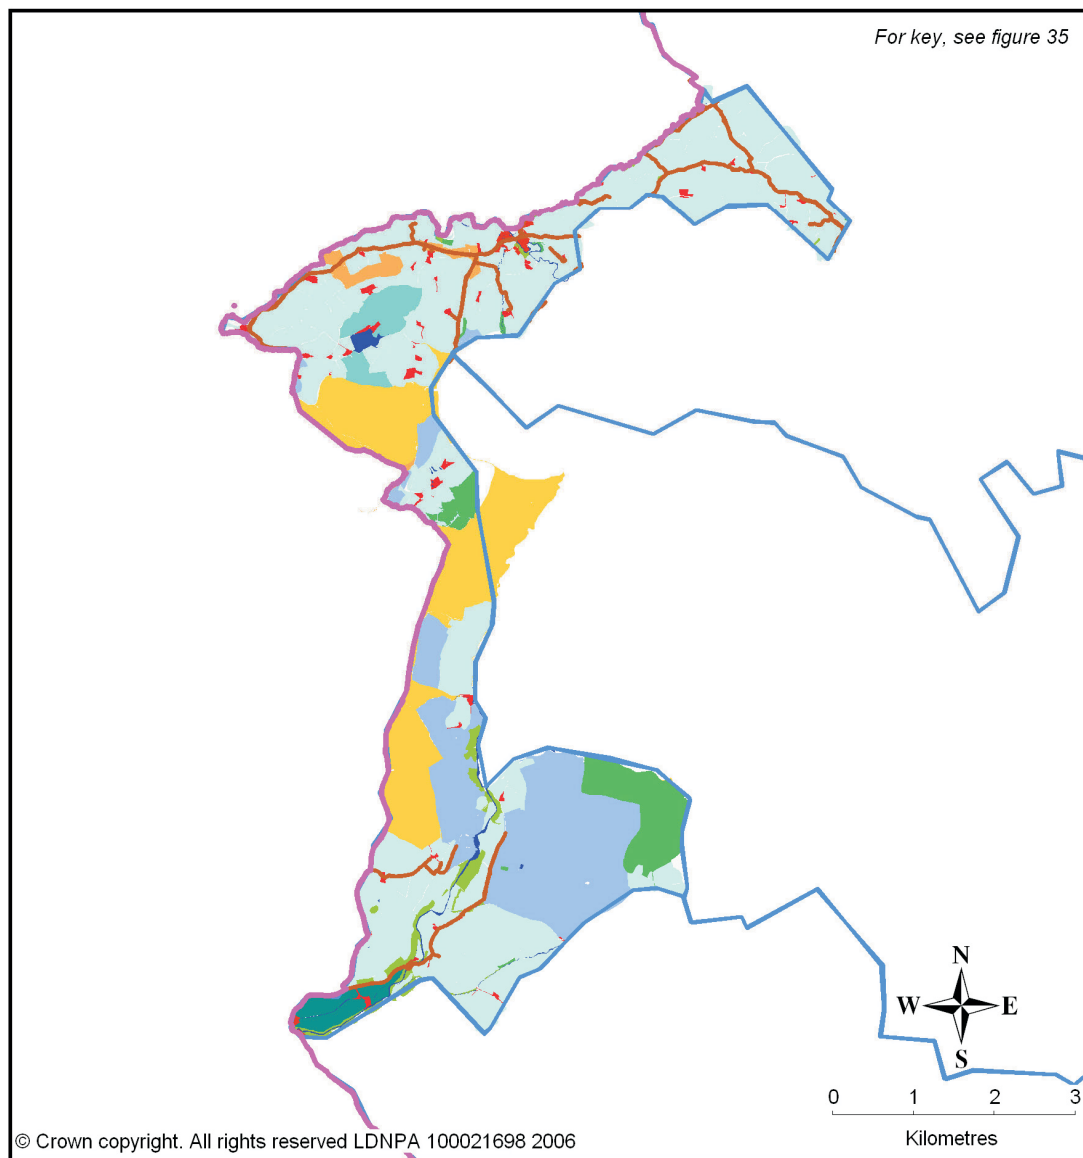 For key, see figure 35
N
W E
S
0 1 2 3
Kilometres
© Crown copyright. All rights reserved LDNPA 100021698 2006